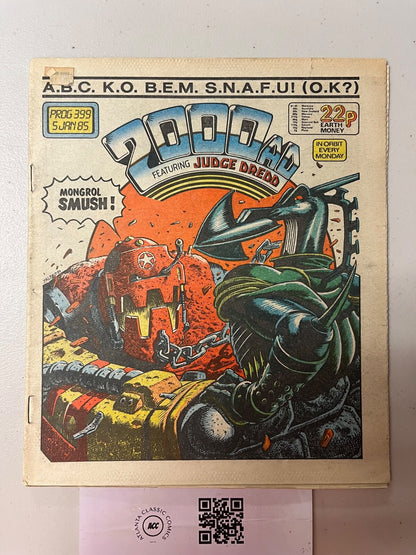 A.B.C. K.O. B.E.M. S.N.A.F.U! (O.K?)
PROG 399
5 JAN 85
2000 AD
FEATURING JUDGE DREDD
22p
EARTH
MONEY
IN ORBIT
EVERY
MONDAY
MONGROL
SMUSH!
ATLANTA CLASSIC COMICS
ACC